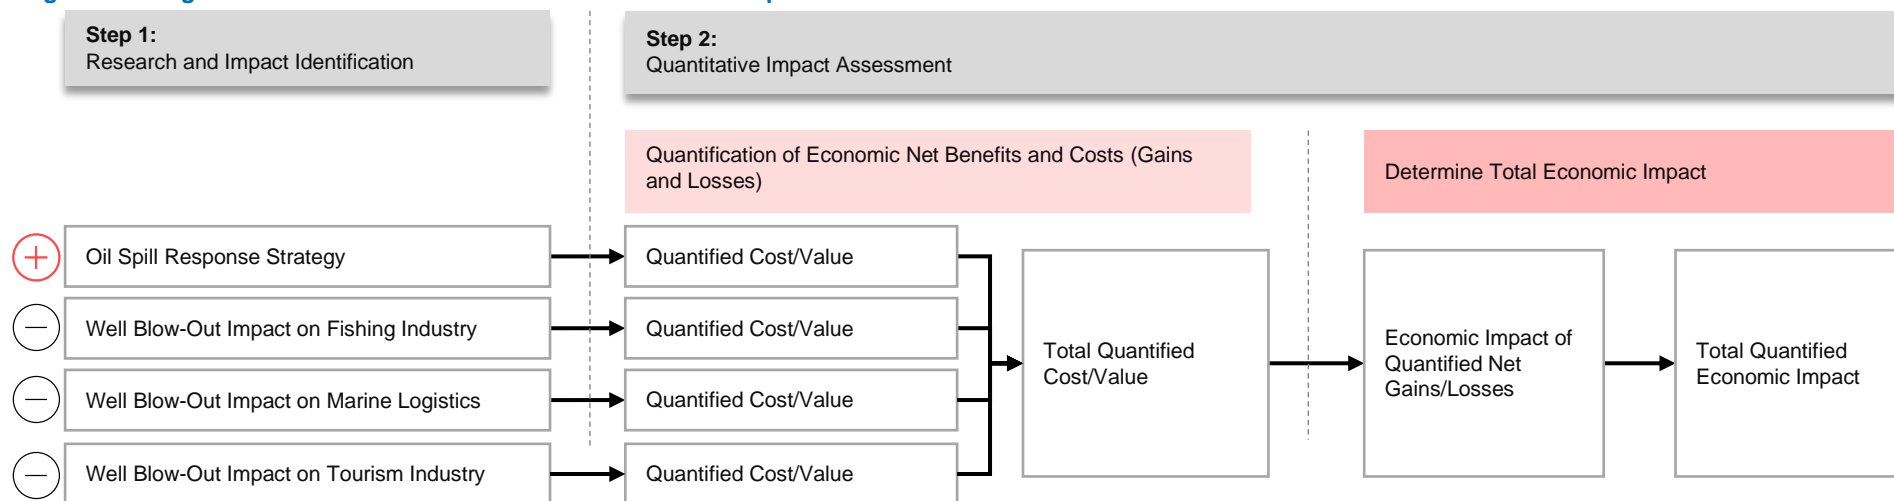 Step 1:
Research and Impact Identification
Step 2:
Quantitative Impact Assessment
Quantification of Economic Net Benefits and Costs (Gains
and Losses)
Determine Total Economic Impact
Oil Spill Response Strategy
Quantified Cost/Value
Well Blow-Out Impact on Fishing Industry
Quantified Cost/Value
Well Blow-Out Impact on Marine Logistics
Quantified Cost/Value
Well Blow-Out Impact on Tourism Industry
Quantified Cost/Value
Total Quantified
Cost/Value
Economic Impact of
Quantified Net
Gains/Losses
Total Quantified
Economic Impact